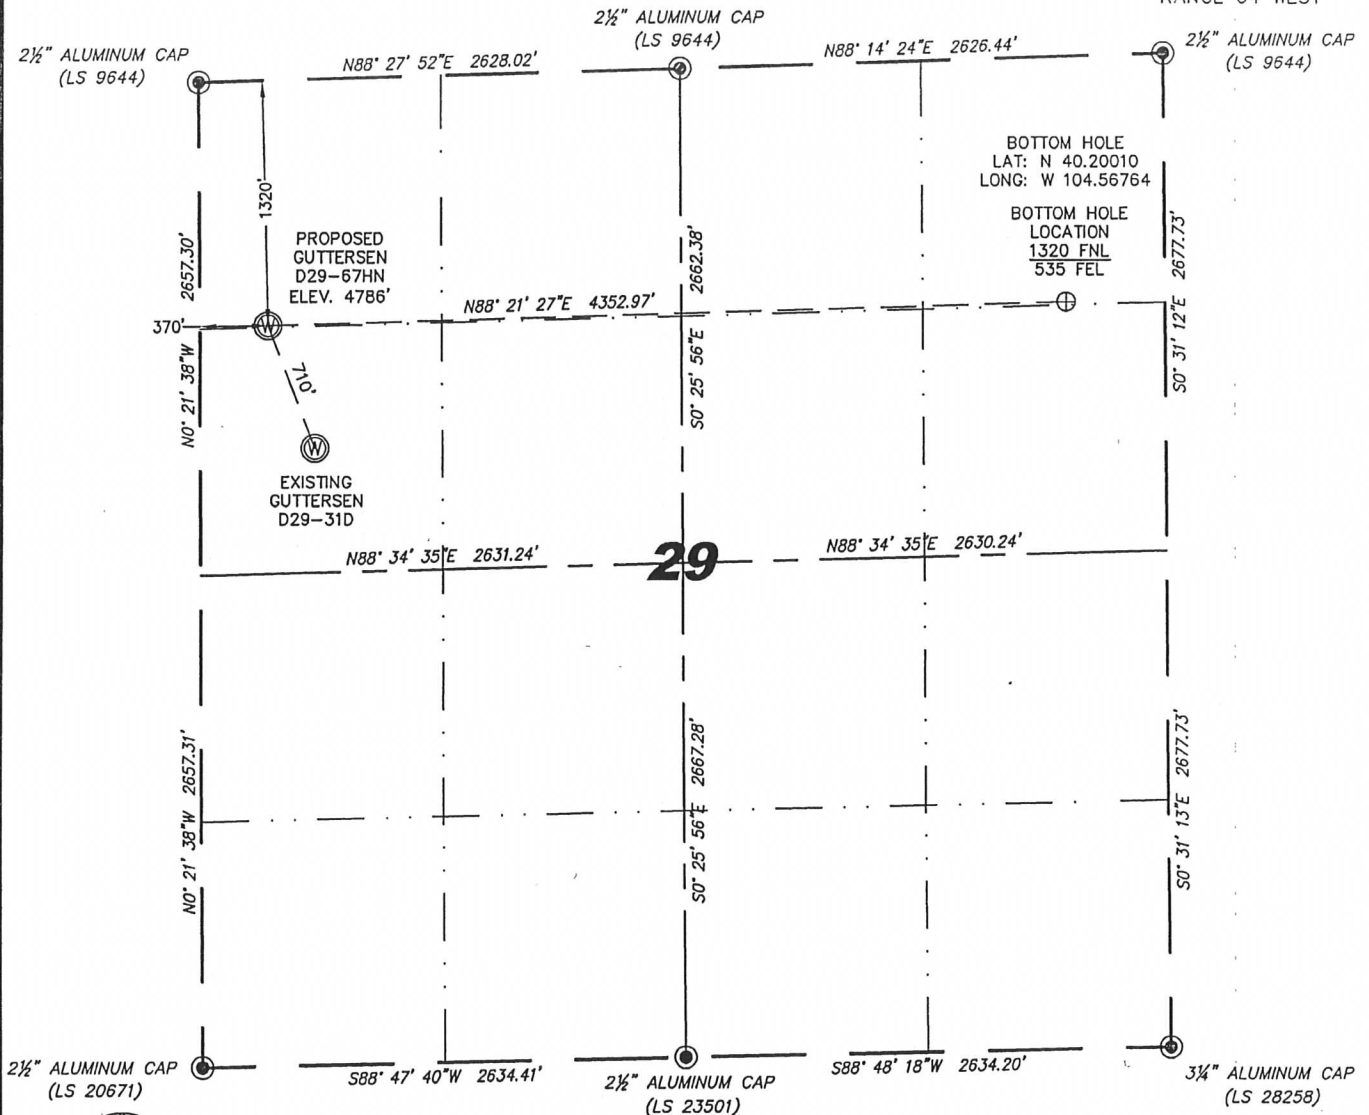 2½" ALUMINUM CAP
(LS 9644)
N88° 27' 52"E 2628.02'
2½" ALUMINUM CAP
(LS 9644)
N88° 14' 24"E 2626.44'
2½" ALUMINUM CAP
(LS 9644)
1320'
2657.30'
N0° 21' 38"W
370'
PROPOSED
GUTTERSEN
D29-67HN
ELEV. 4786'
W
710'
W
EXISTING
GUTTERSEN
D29-31D
N88° 21' 27"E 4352.97'
2662.38'
S0° 25' 56"E
BOTTOM HOLE
LAT: N 40.20010
LONG: W 104.56764
BOTTOM HOLE
LOCATION
1320 FNL
535 FEL
2677.73'
S0° 31' 12"E
N88° 34' 35"E 2631.24'
29
N88° 34' 35"E 2630.24'
N0° 21' 38"W 2657.31'
S0° 25' 56"E 2667.28'
S0° 31' 13"E 2677.73'
2½" ALUMINUM CAP
(LS 20671)
S88° 47' 40"W 2634.41'
2½" ALUMINUM CAP
(LS 23501)
S88° 48' 18"W 2634.20'
3¼" ALUMINUM CAP
(LS 28258)